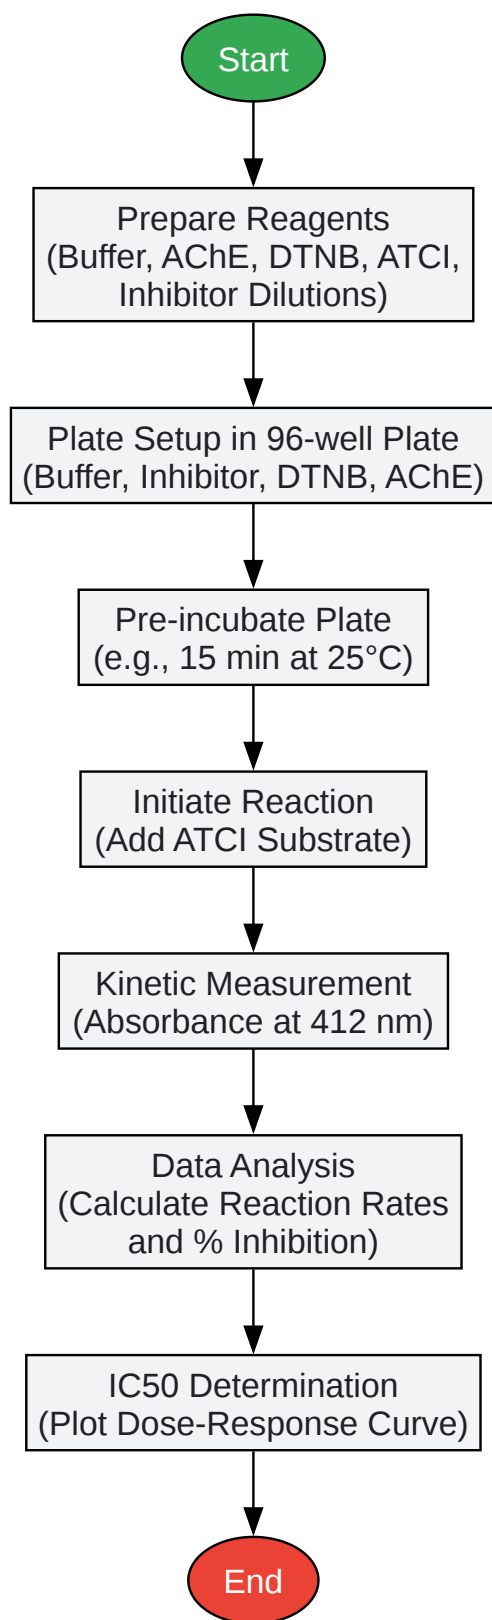 Start
Prepare Reagents
(Buffer, AChE, DTNB, ATCI,
Inhibitor Dilutions)
Plate Setup in 96-well Plate
(Buffer, Inhibitor, DTNB, AChE)
Pre-incubate Plate
(e.g., 15 min at 25°C)
Initiate Reaction
(Add ATCI Substrate)
Kinetic Measurement
(Absorbance at 412 nm)
Data Analysis
(Calculate Reaction Rates
and % Inhibition)
IC50 Determination
(Plot Dose-Response Curve)
End